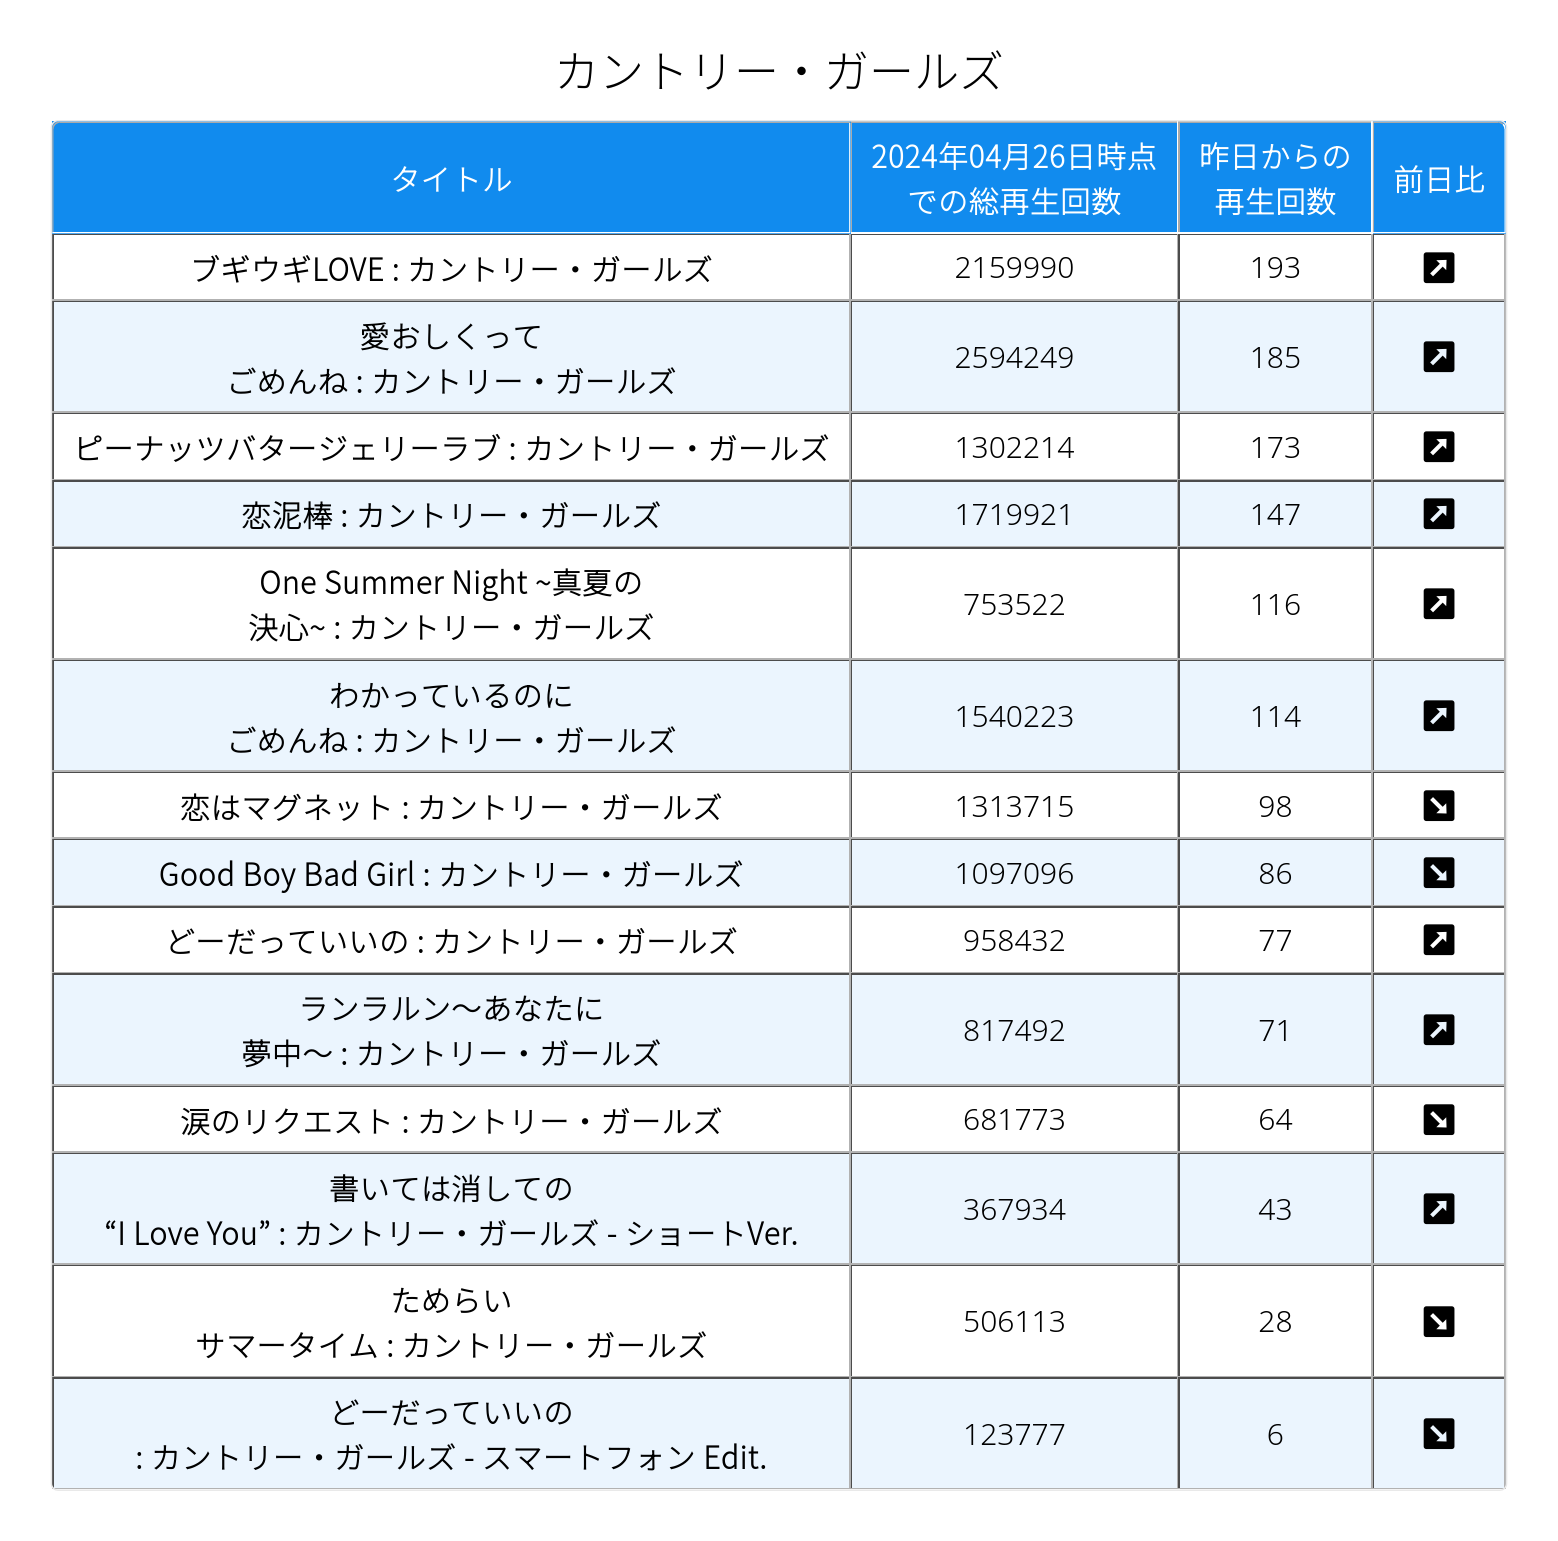 カントリー・ガールズ
タイトル
2024年04月26日時点
での総再生回数
昨日からの
再生回数
前日比
ブギウギLOVE : カントリー・ガールズ
2159990
193
愛おしくって
ごめんね : カントリー・ガールズ
2594249
185
ピーナッツバタージェリーラブ : カントリー・ガールズ
1302214
173
恋泥棒 : カントリー・ガールズ
1719921
147
One Summer Night ~真夏の
決心~ : カントリー・ガールズ
753522
116
わかっているのに
ごめんね : カントリー・ガールズ
1540223
114
恋はマグネット : カントリー・ガールズ
1313715
98
Good Boy Bad Girl : カントリー・ガールズ
1097096
86
どーだっていいの : カントリー・ガールズ
958432
77
ランラルン〜あなたに
夢中〜 : カントリー・ガールズ
817492
71
涙のリクエスト : カントリー・ガールズ
681773
64
書いては消しての
“I Love You” : カントリー・ガールズ - ショートVer.
367934
43
ためらい
サマータイム : カントリー・ガールズ
506113
28
どーだっていいの
: カントリー・ガールズ - スマートフォン Edit.
123777
6